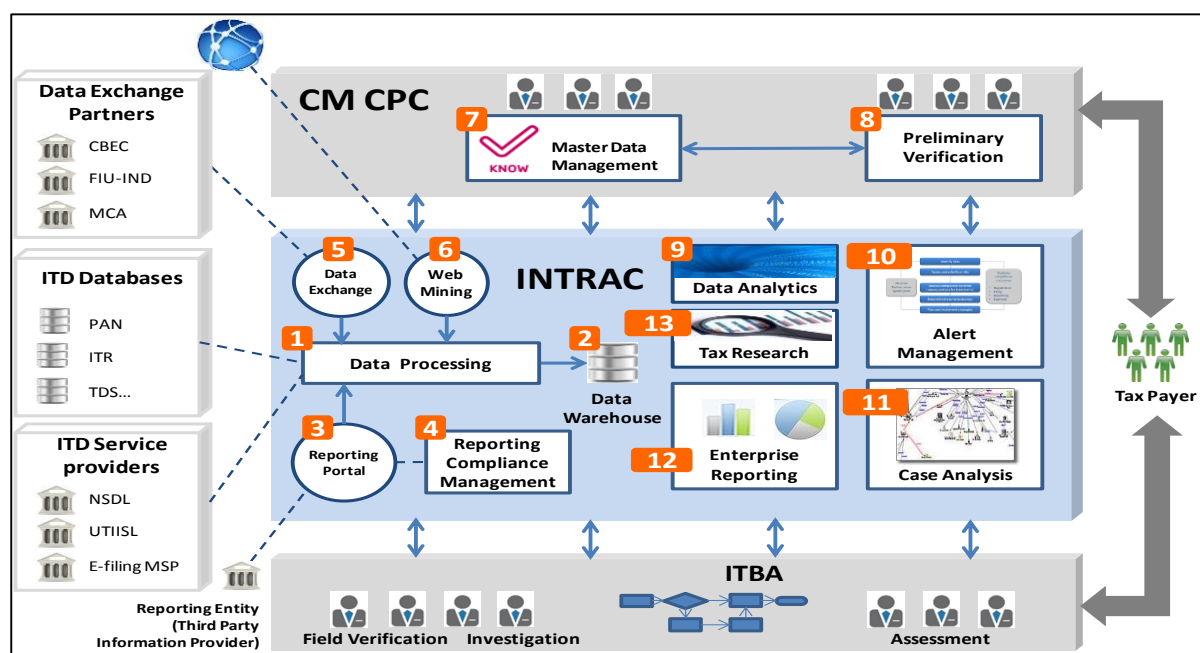 Data Exchange
Partners
CBEC
FIU-IND
MCA
ITD Databases
PAN
ITR
TDS...
ITD Service
providers
NSDL
UTIISL
E-filing MSP
Reporting Entity
(Third Party
Information Provider)
CM CPC
7
KNOW
Master Data
Management
8
Preliminary
Verification
INTRAC
5
Data
Exchange
6
Web
Mining
1
Data Processing
2
Data
Warehouse
3
Reporting
Portal
4
Reporting
Compliance
Management
9
Data Analytics
13
Tax Research
12
Enterprise
Reporting
10
Alert
Management
11
Case Analysis
ITBA
Field Verification
Investigation
Assessment
Tax Payer